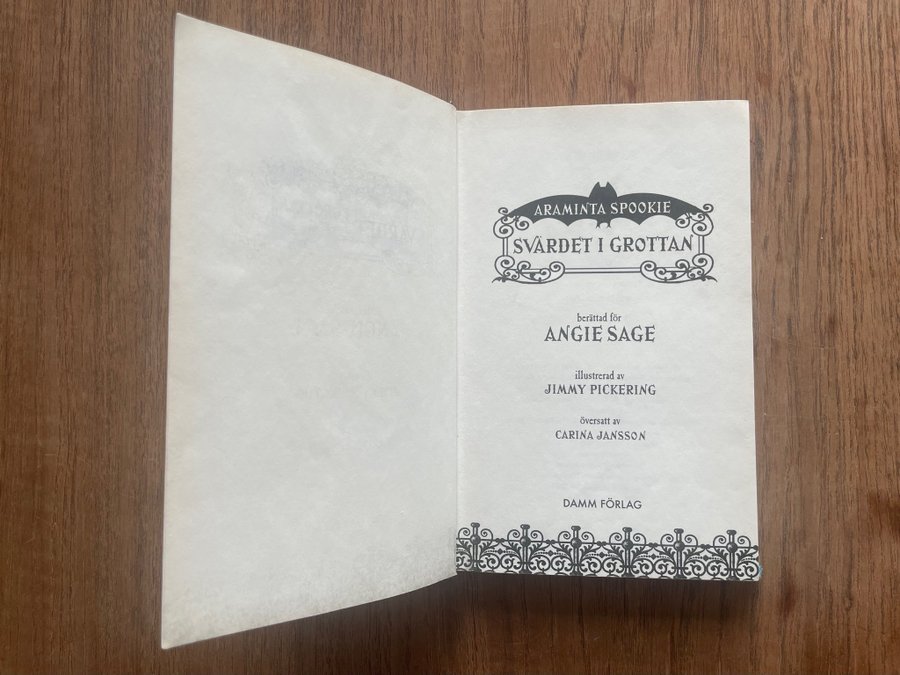 ARAMINTA SPOOKIE
SVÄRDET I GROTTAN
berättad för
ANGIE SAGE
illustrerad av
JIMMY PICKERING
översatt av
CARINA JANSSON
DAMM FÖRLAG